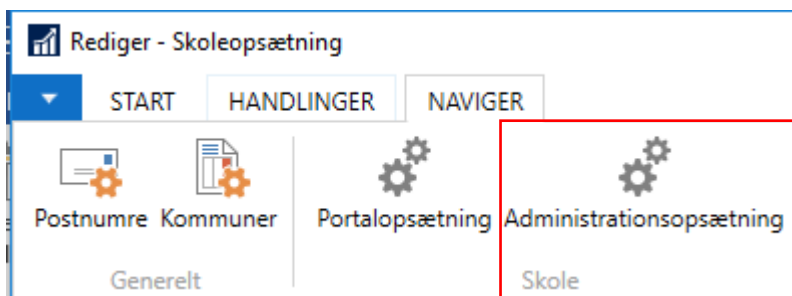 Rediger - Skoleopsætning
START HANDLINGER NAVIGER
Postnumre Kommuner Portalopsætning Administrationsopsætning
Generelt Skole